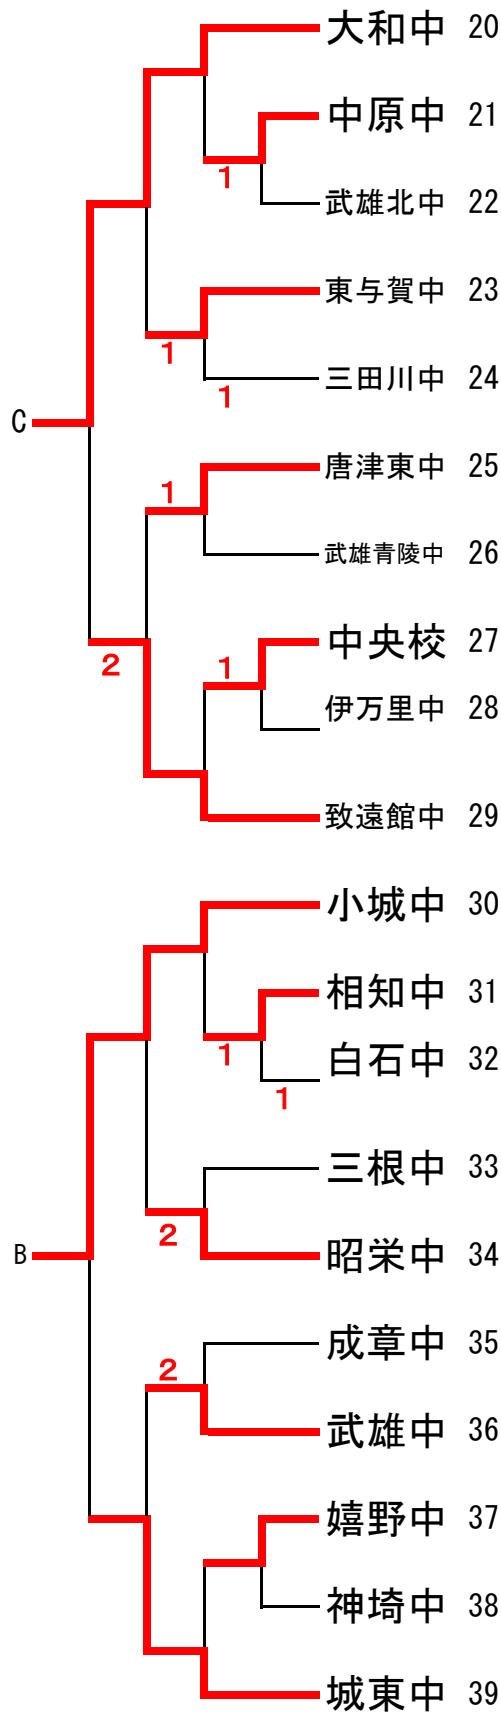 大和中 20
中原中 21
1
武雄北中 22
東与賀中 23
1
三田川中 24
1
C
唐津東中 25
1
武雄青陵中 26
中央校 27
2
1
伊万里中 28
致遠館中 29
小城中 30
相知中 31
1
白石中 32
1
三根中 33
2
昭栄中 34
B
成章中 35
2
武雄中 36
嬉野中 37
神埼中 38
城東中 39